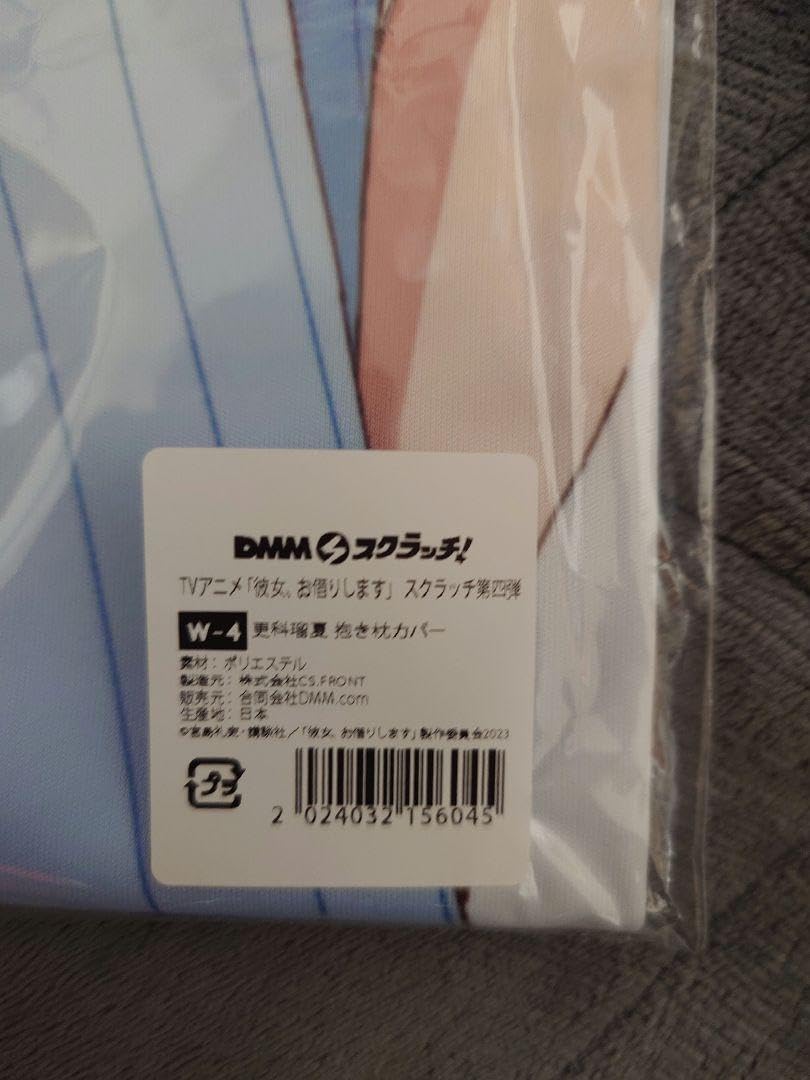 DMMスクラッチ!
TVアニメ「彼女、お借りします」 スクラッチ第四弾
W-4 更科瑠夏 抱き枕カバー
素材：ポリエステル
製造元：株式会社CS.FRONT
販売元：合同会社DMM.com
生産地：日本
©宮島礼吏・講談社／「彼女、お借りします」製作委員会2023
プラ
2 024032 156045